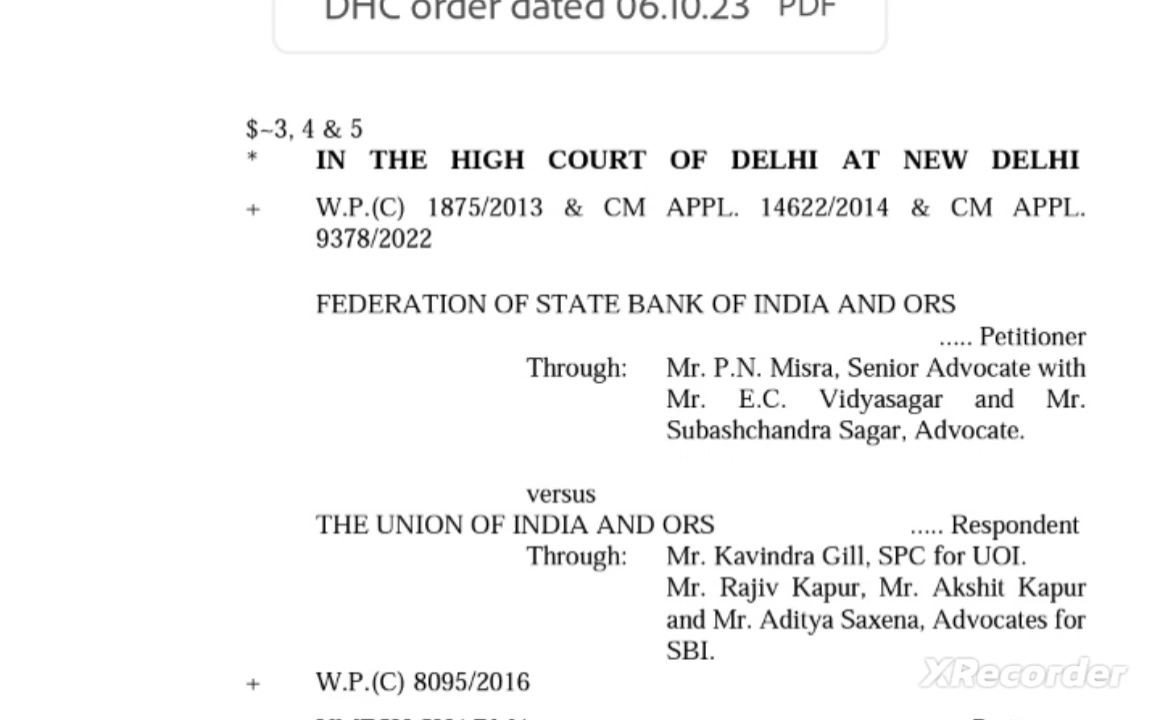 DHC order dated 06.10.23 PDF
$~3, 4 & 5
* IN THE HIGH COURT OF DELHI AT NEW DELHI
+ W.P.(C) 1875/2013 & CM APPL. 14622/2014 & CM APPL.
9378/2022
FEDERATION OF STATE BANK OF INDIA AND ORS
..... Petitioner
Through: Mr. P.N. Misra, Senior Advocate with
Mr. E.C. Vidyasagar and Mr.
Subashchandra Sagar, Advocate.
versus
THE UNION OF INDIA AND ORS ..... Respondent
Through: Mr. Kavindra Gill, SPC for UOI.
Mr. Rajiv Kapur, Mr. Akshit Kapur
and Mr. Aditya Saxena, Advocates for
SBI.
XRecorder
+ W.P.(C) 8095/2016